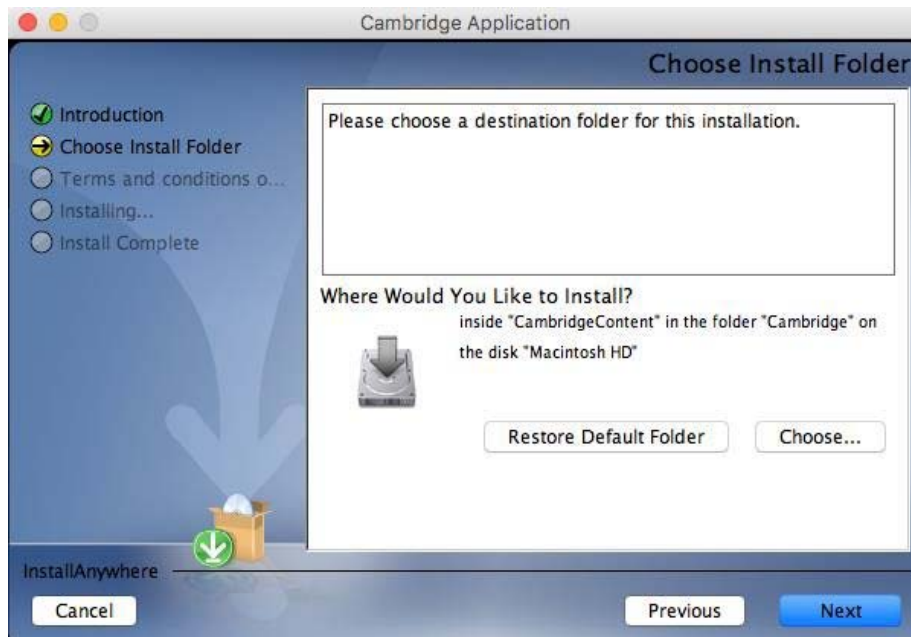 Cambridge Application
Choose Install Folder
Introduction
Choose Install Folder
Terms and conditions o...
Installing...
Install Complete
Please choose a destination folder for this installation.
Where Would You Like to Install?
inside "CambridgeContent" in the folder "Cambridge" on
the disk "Macintosh HD"
Restore Default Folder
Choose...
InstallAnywhere
Cancel
Previous
Next